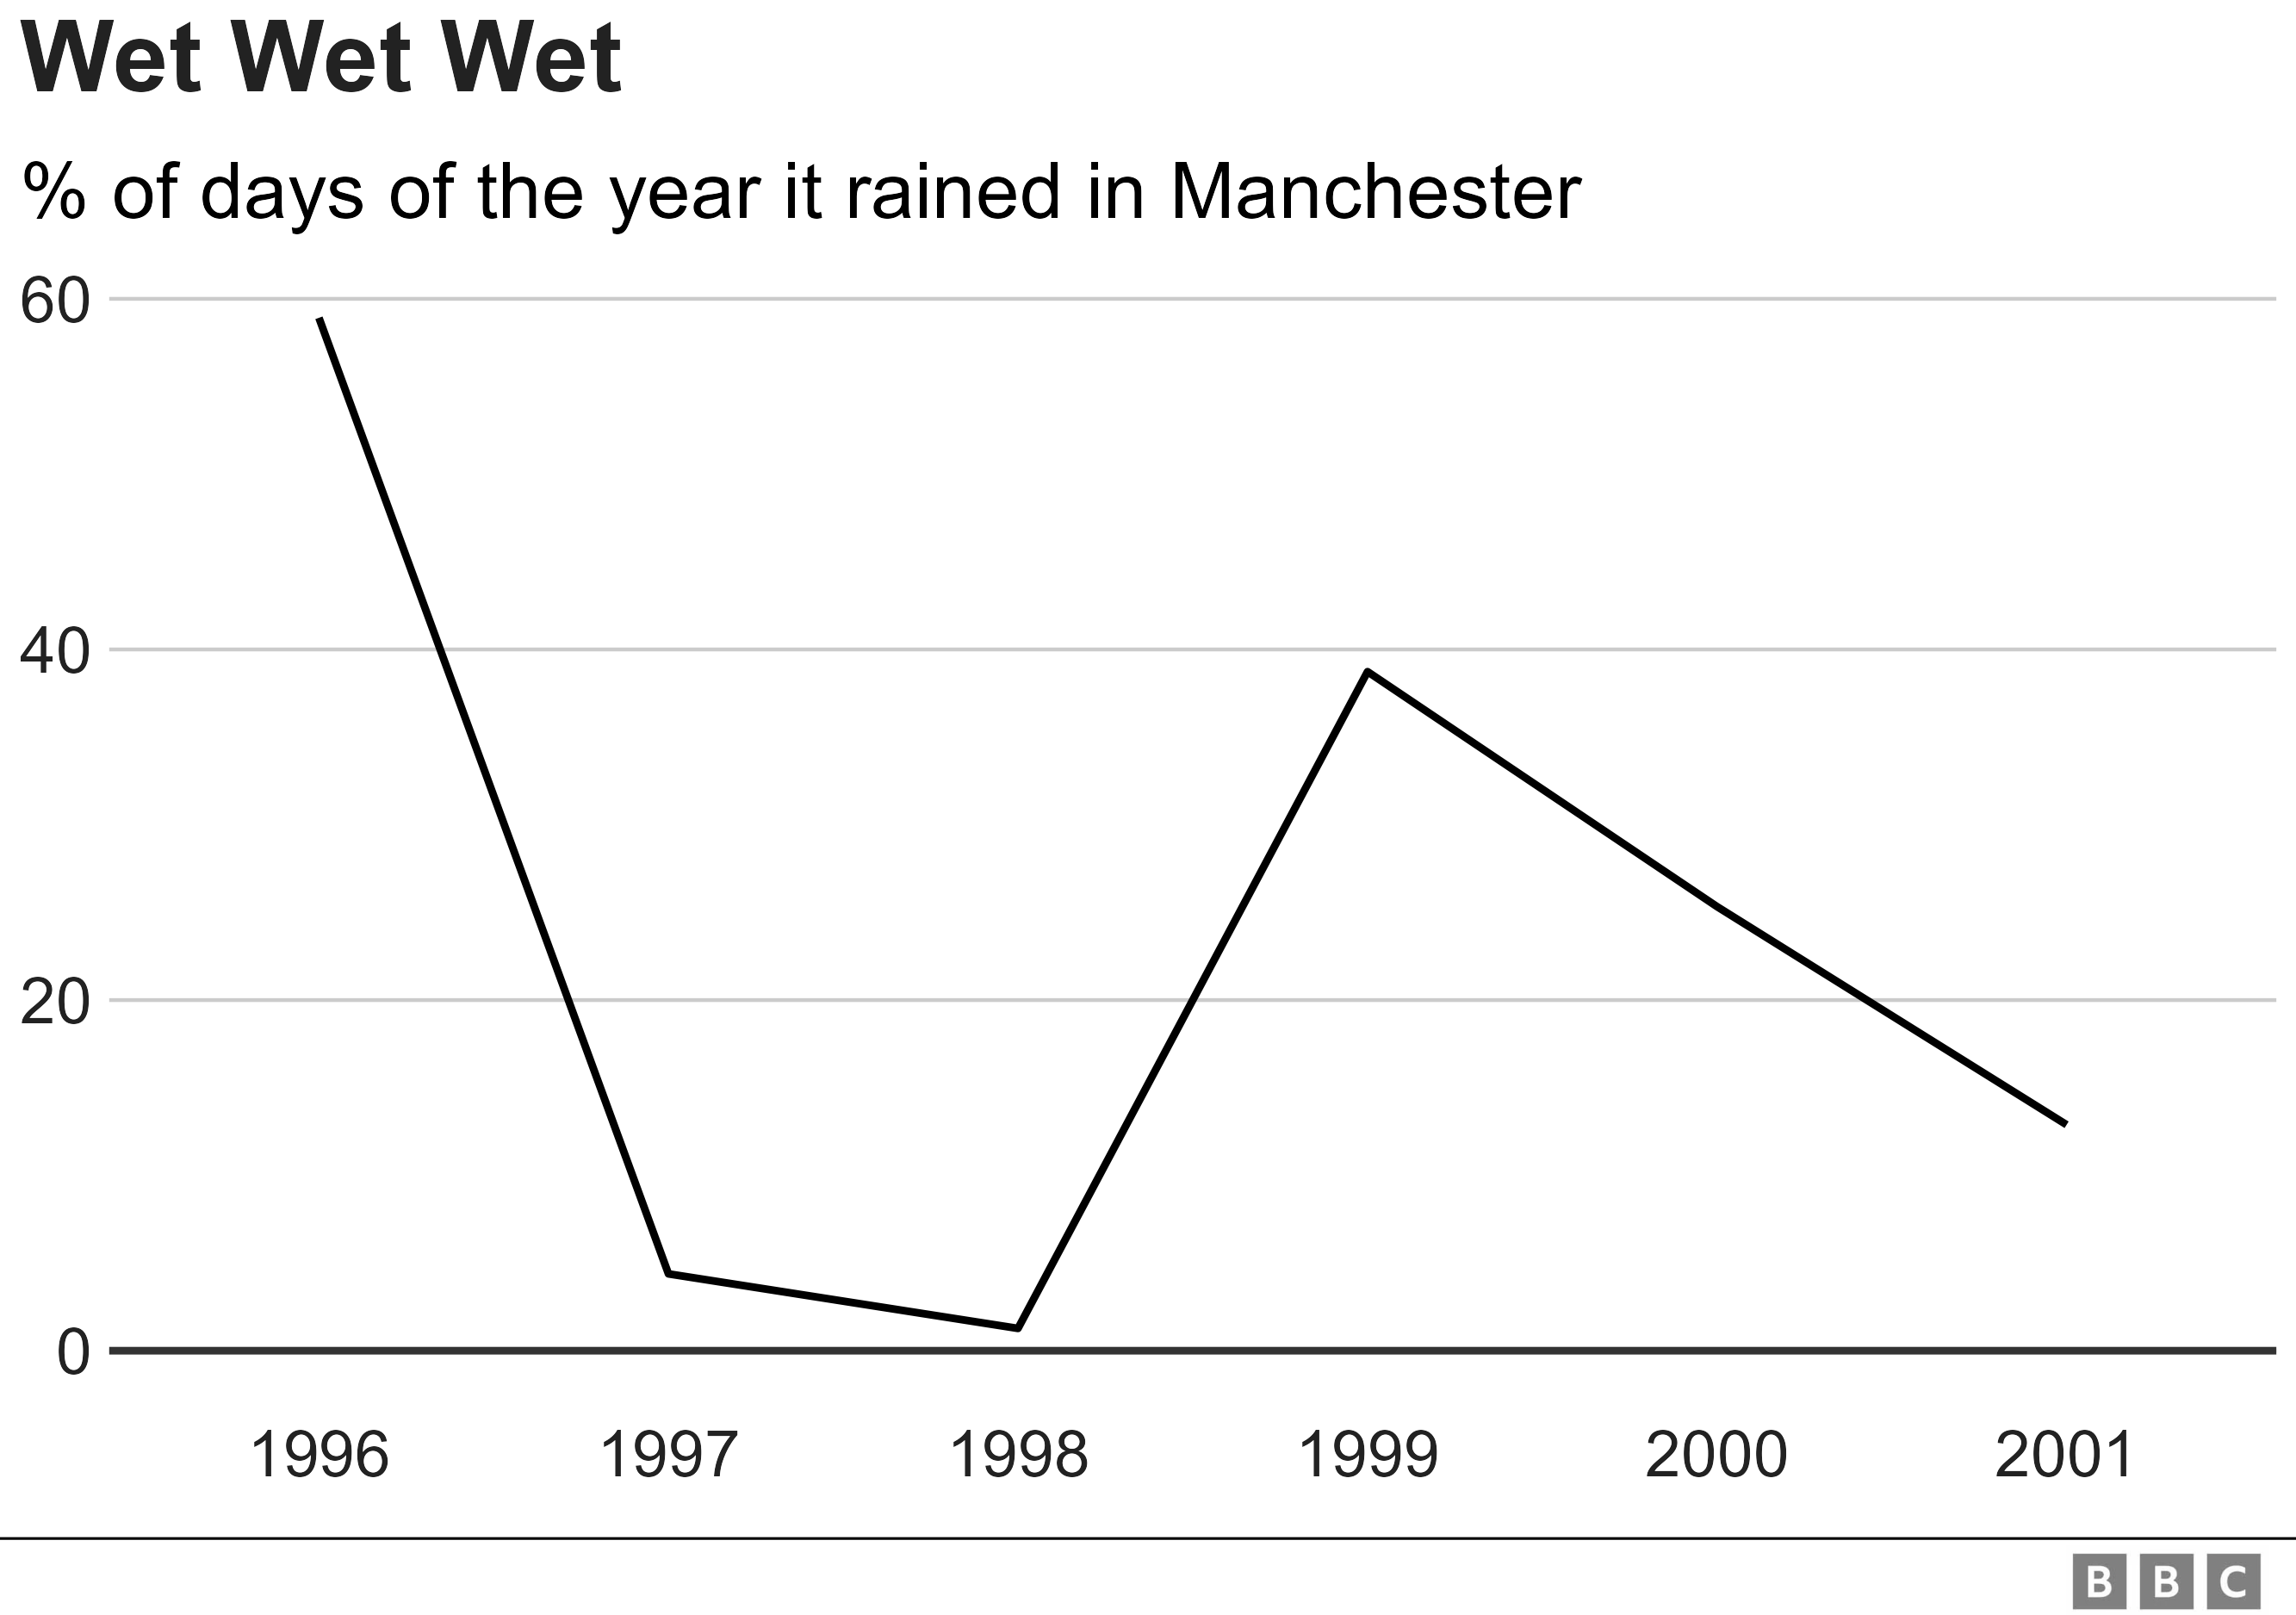 Wet Wet Wet
% of days of the year it rained in Manchester
60
40
20
0
1996 1997 1998 1999 2000 2001
BBC